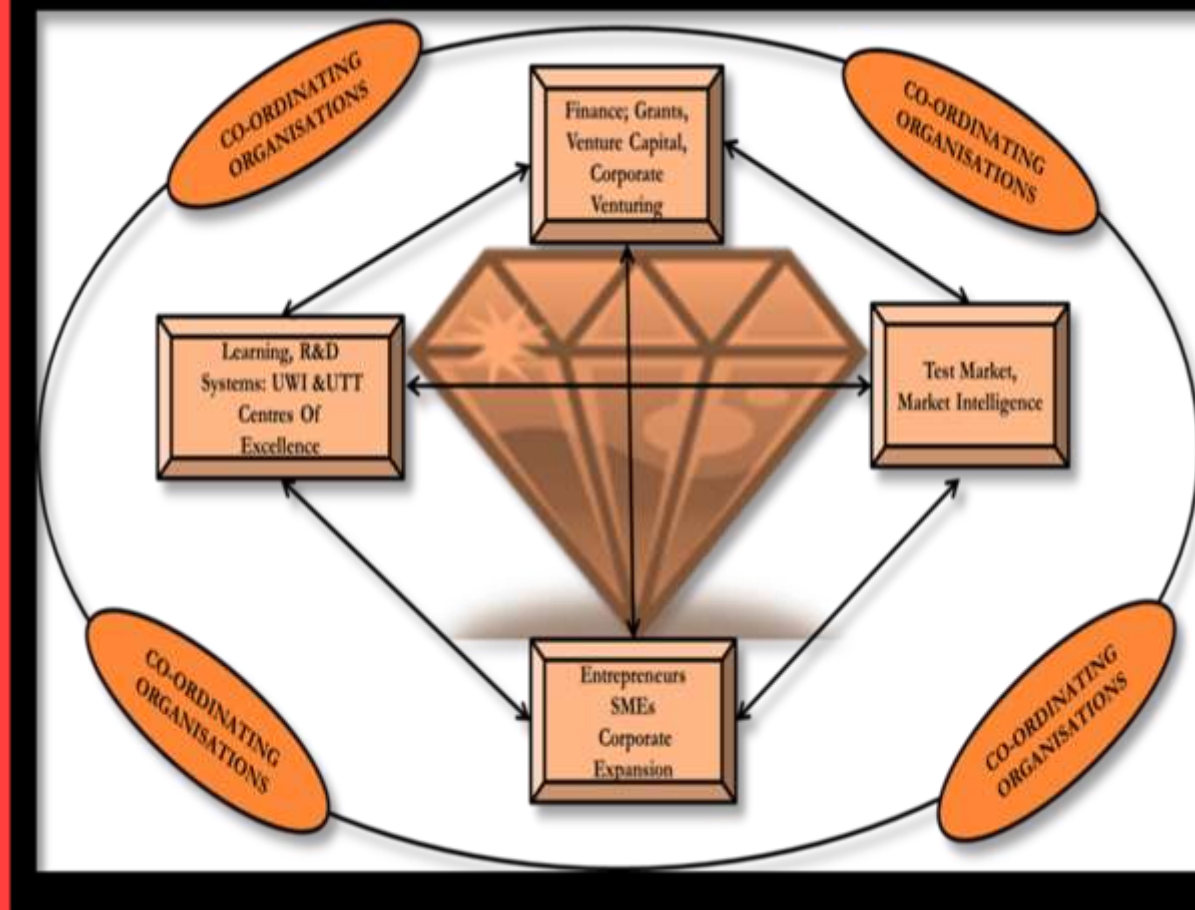 CO-ORDINATING
ORGANISATIONS
CO-ORDINATING
ORGANISATIONS
Finance; Grants,
Venture Capital,
Corporate
Venturing
Learning, R&D
Systems: UWI &UTT
Centres Of
Excellence
Test Market,
Market Intelligence
Entrepreneurs
SMEs
Corporate
Expansion
CO-ORDINATING
ORGANISATIONS
CO-ORDINATING
ORGANISATIONS